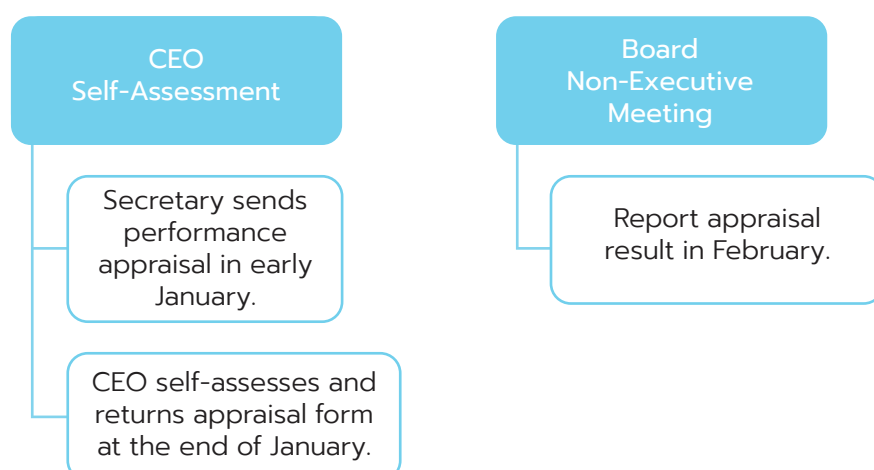 CEO
Self-Assessment
Secretary sends
performance
appraisal in early
January.
CEO self-assesses and
returns appraisal form
at the end of January.
Board
Non-Executive
Meeting
Report appraisal
result in February.